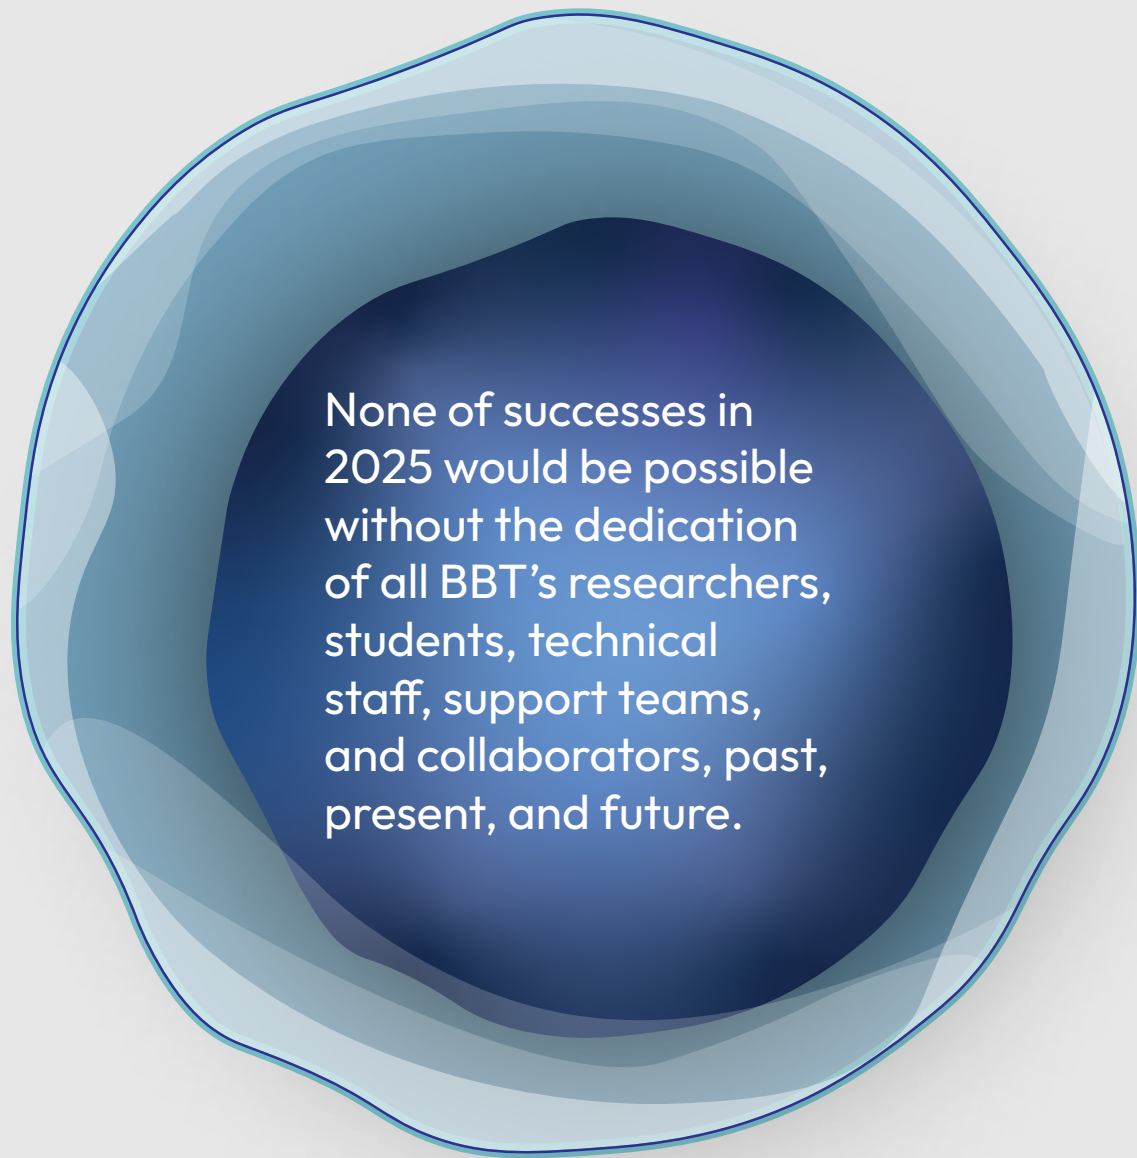 None of successes in
2025 would be possible
without the dedication
of all BBT’s researchers,
students, technical
staff, support teams,
and collaborators, past,
present, and future.